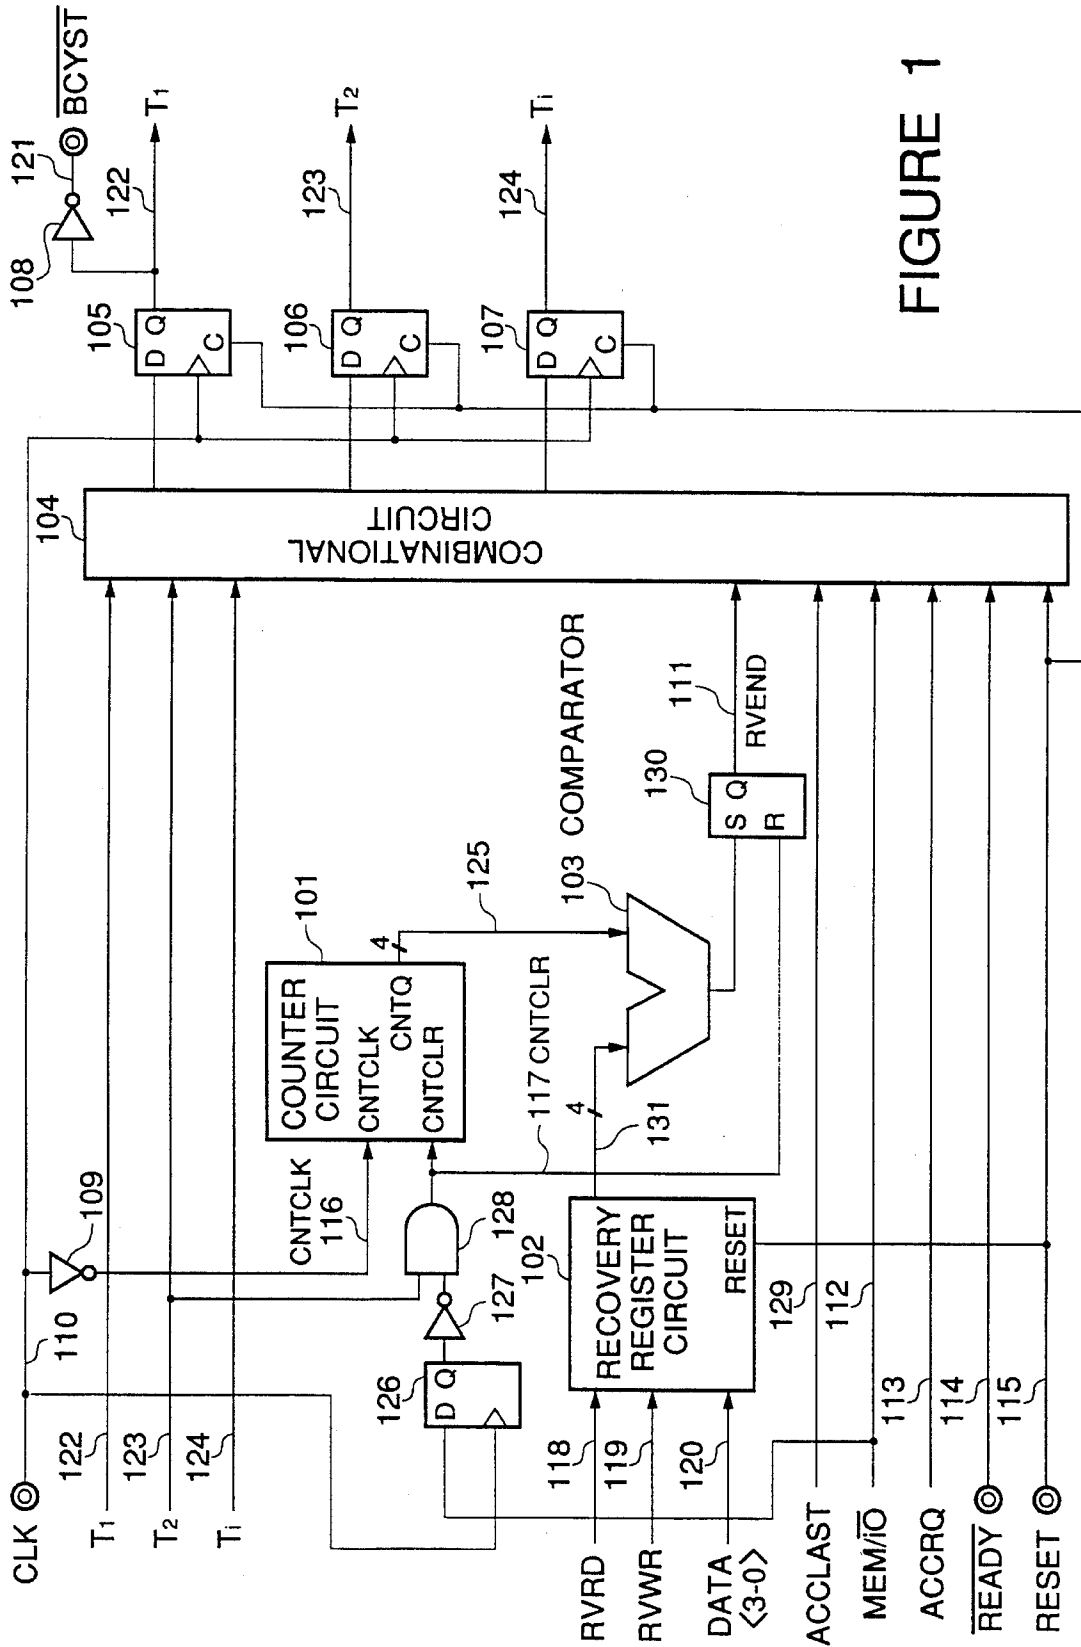 CLK
110
109
T1
122
T2
123
Ti
124
CNTCLK
116
COUNTER
CIRCUIT
CNTCLK
CNTQ
CNTCLR
101
4
125
126
D Q
127
128
117 CNTCLR
RVRD
118
RVWR
119
DATA
<3-0>
120
102
RECOVERY
REGISTER
CIRCUIT
RESET
4
131
103 COMPARATOR
130
S Q
R
111
RVEND
ACCLAST
129
MEM/I̅O̅
112
ACCRQ
113
R̅E̅A̅D̅Y̅
114
RESET
115
104
COMBINATIONAL
CIRCUIT
105
D Q
C
106
D Q
C
107
D Q
C
108
121
B̅C̅Y̅S̅T̅
122
T1
123
T2
124
Ti
FIGURE 1